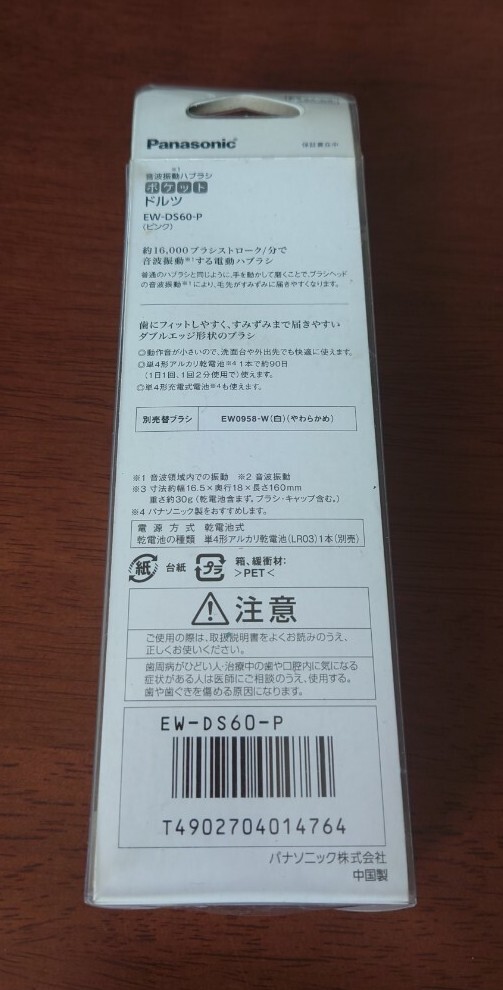 Panasonic
保証書在中
※1
音波振動ハブラシ
ポケット
ドルツ
EW-DS60-P
(ピンク)
約16,000ブラシストローク/分で
音波振動※1する電動ハブラシ
普通のハブラシと同じように、手を動かして磨くことで、ブラシヘッド
の音波振動※1により、毛先がすみずみに届きやすくなります。
歯にフィットしやすく、すみずみまで届きやすい
ダブルエッジ形状のブラシ
◎動作音が小さいので、洗面台や外出先でも快適に使えます。
◎単4形アルカリ乾電池※4 1本で約90日
(1日1回、1回2分使用で)使えます。
◎単4形充電式電池※4も使えます。
別売替ブラシ EW0958-W(白)(やわらかめ)
※1 音波領域内での振動 ※2 音波振動
※3 寸法約幅16.5×奥行18×長さ160mm
重さ約30g(乾電池含まず。ブラシ・キャップ含む。)
※4 パナソニック製をおすすめします。
電源方式 乾電池式
乾電池の種類 単4形アルカリ乾電池(LR03)1本(別売)
紙 台紙 プラ 箱、緩衝材:
>PET<
注意
ご使用の際は、取扱説明書をよくお読みのうえ、
正しくお使いください。
歯周病がひどい人・治療中の歯や口腔内に気になる
症状がある人は医師にご相談のうえ、使用する。
歯や歯ぐきを傷める原因になります。
EW-DS60-P
T4902704014764
パナソニック株式会社
中国製